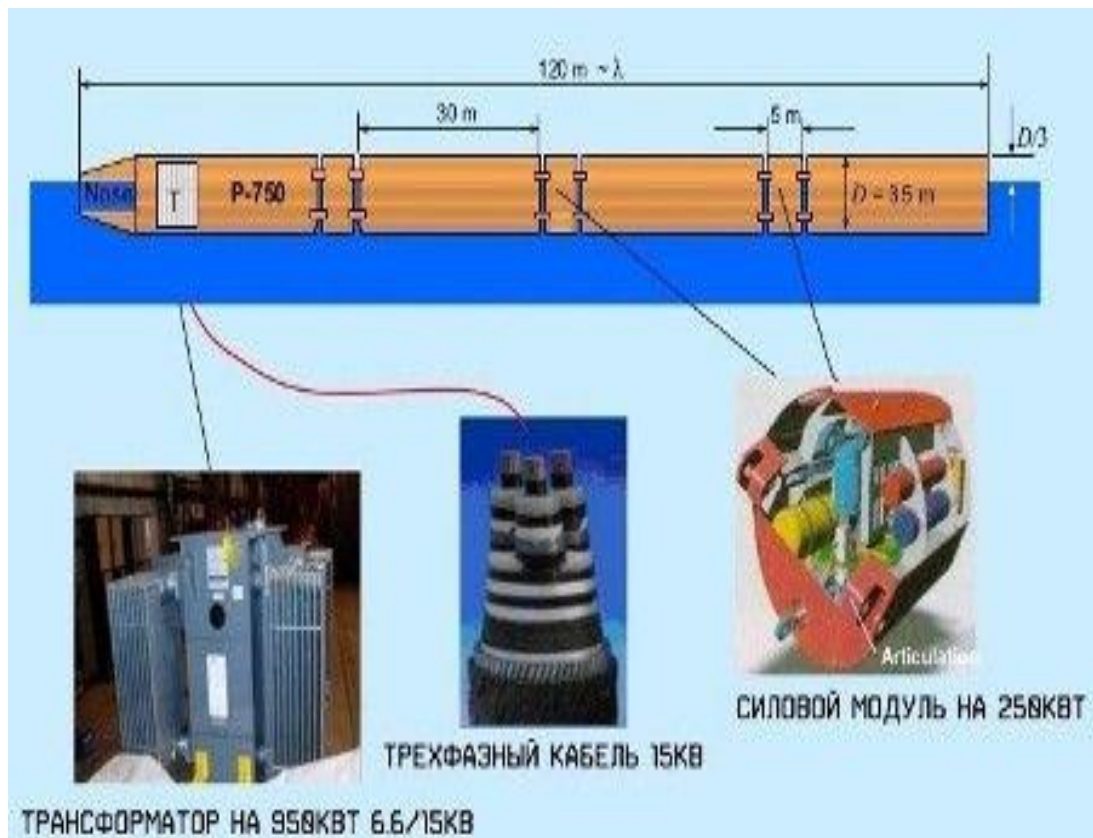 120 m ~ λ
30 m
5 m
D/3
Nose
T
P-750
D - 3.5 m
Articulation
СИЛОВОЙ МОДУЛЬ НА 250КВТ
ТРЕХФАЗНЫЙ КАБЕЛЬ 15КВ
ТРАНСФОРМАТОР НА 950КВТ 6.6/15КВ